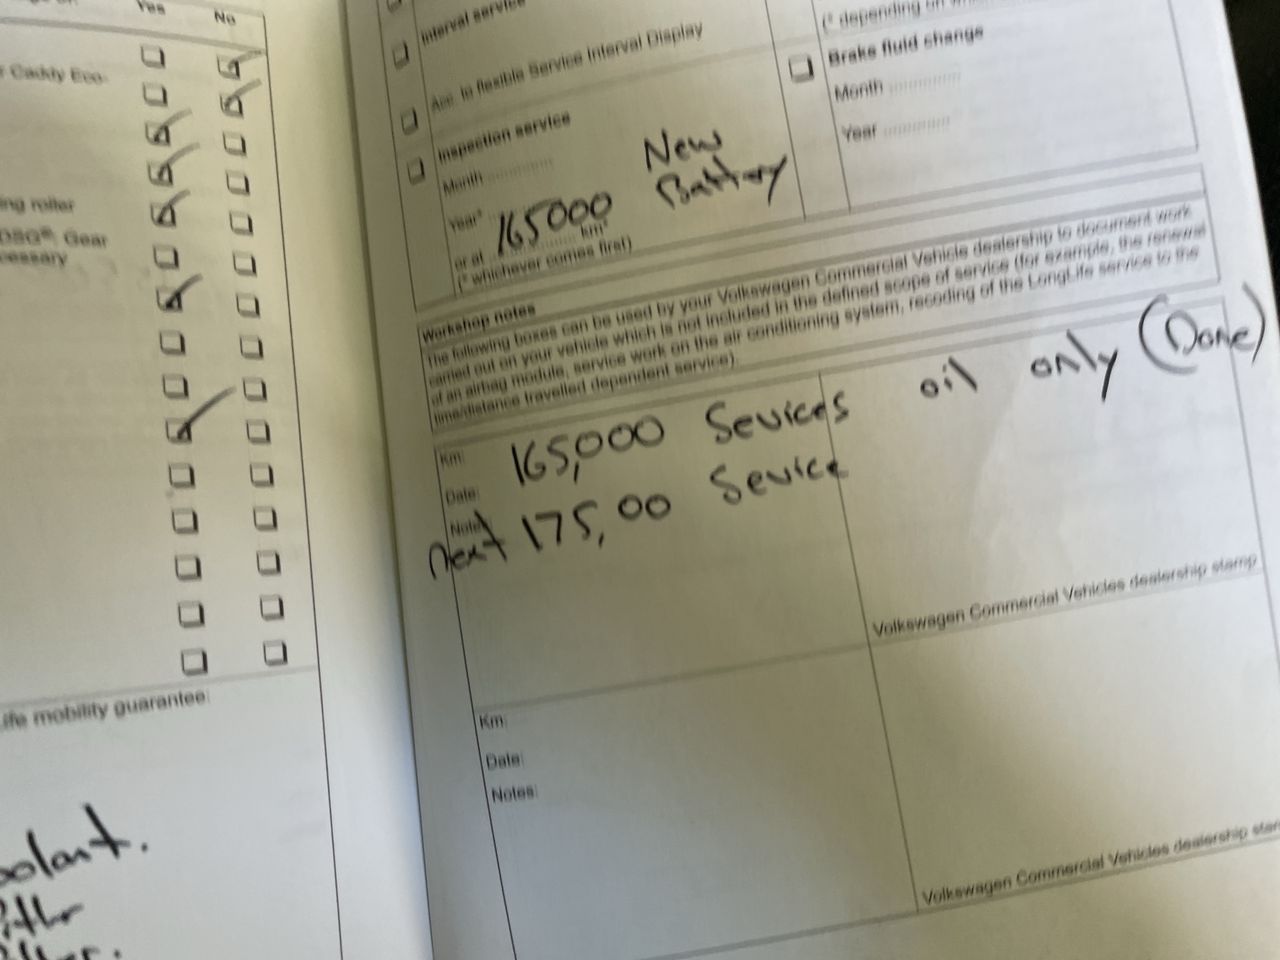 Yes No
Caddy Eco-
ing roller
DSG®, Gear
cessary
life mobility guarantee:
oolant.
Interval service
Acc. to flexible Service Interval Display
Inspection service
Month ..............
Year* ..............
165000
or at .............. km*
(* whichever comes first)
New
Battery
(* depending on
Brake fluid change
Month ..............
Year ..............
Workshop notes
The following boxes can be used by your Volkswagen Commercial Vehicle dealership to document work
carried out on your vehicle which is not included in the defined scope of service (for example, the renewal
of an airbag module, service work on the air conditioning system, recoding of the LongLife service to the
time/distance travelled dependent service).
Km:
165,000 Sevices oil only (Done)
Date:
Notes:
next 175,00 Sevice
Volkswagen Commercial Vehicles dealership stamp
Km:
Date:
Notes:
Volkswagen Commercial Vehicles dealership star